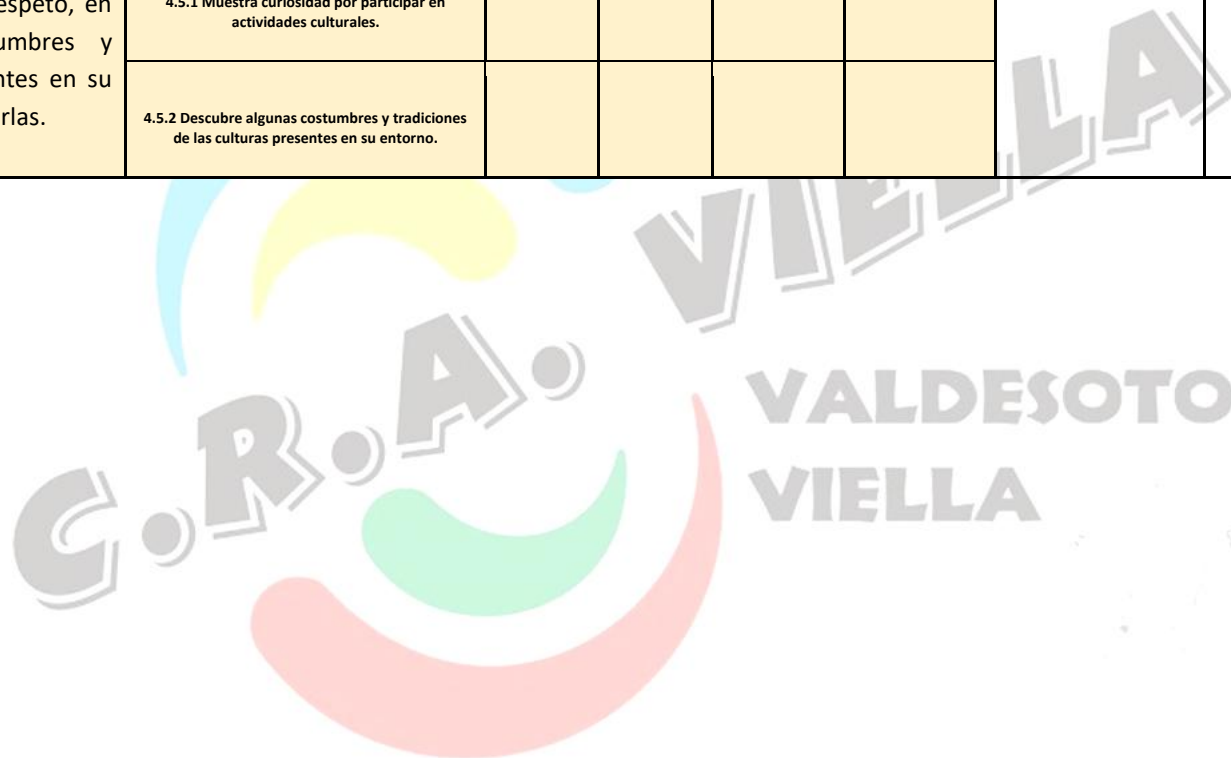 respeto, en
umbres y
ntes en su
rlas.
4.5.1 Muestra curiosidad por participar en
actividades culturales.
4.5.2 Descubre algunas costumbres y tradiciones
de las culturas presentes en su entorno.
C.R.A. VIELLA
VALDESOTO
VIELLA